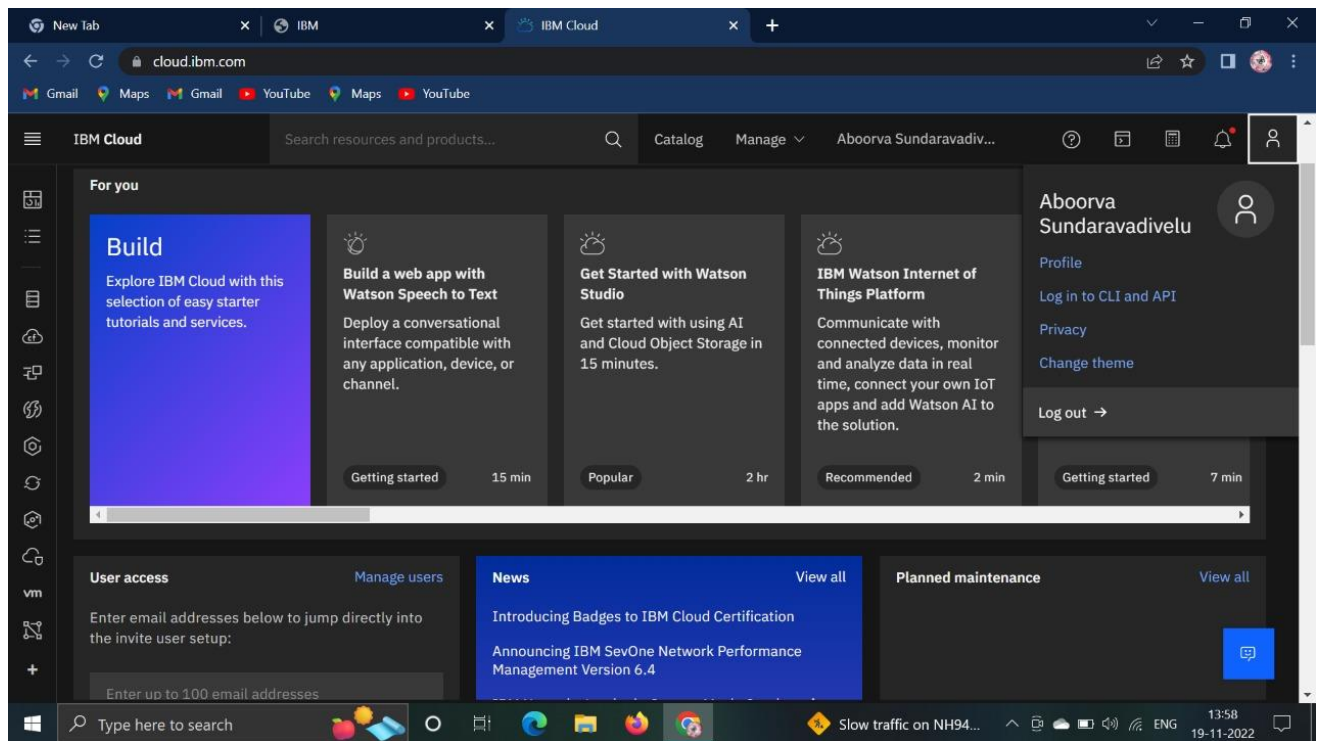 New Tab
IBM
IBM Cloud
cloud.ibm.com
Gmail
Maps
Gmail
YouTube
Maps
YouTube
IBM Cloud
Search resources and products...
Catalog
Manage
Aboorva Sundaravadiv...
For you
Build
Explore IBM Cloud with this
selection of easy starter
tutorials and services.
Build a web app with
Watson Speech to Text
Deploy a conversational
interface compatible with
any application, device, or
channel.
Getting started
15 min
Get Started with Watson
Studio
Get started with using AI
and Cloud Object Storage in
15 minutes.
Popular
2 hr
IBM Watson Internet of
Things Platform
Communicate with
connected devices, monitor
and analyze data in real
time, connect your own IoT
apps and add Watson AI to
the solution.
Recommended
2 min
Getting started
7 min
Aboorva
Sundaravadivelu
Profile
Log in to CLI and API
Privacy
Change theme
Log out →
vm
User access
Manage users
Enter email addresses below to jump directly into
the invite user setup:
Enter up to 100 email addresses
News
View all
Introducing Badges to IBM Cloud Certification
Announcing IBM SevOne Network Performance
Management Version 6.4
Planned maintenance
View all
Type here to search
Slow traffic on NH94...
ENG
13:58
19-11-2022